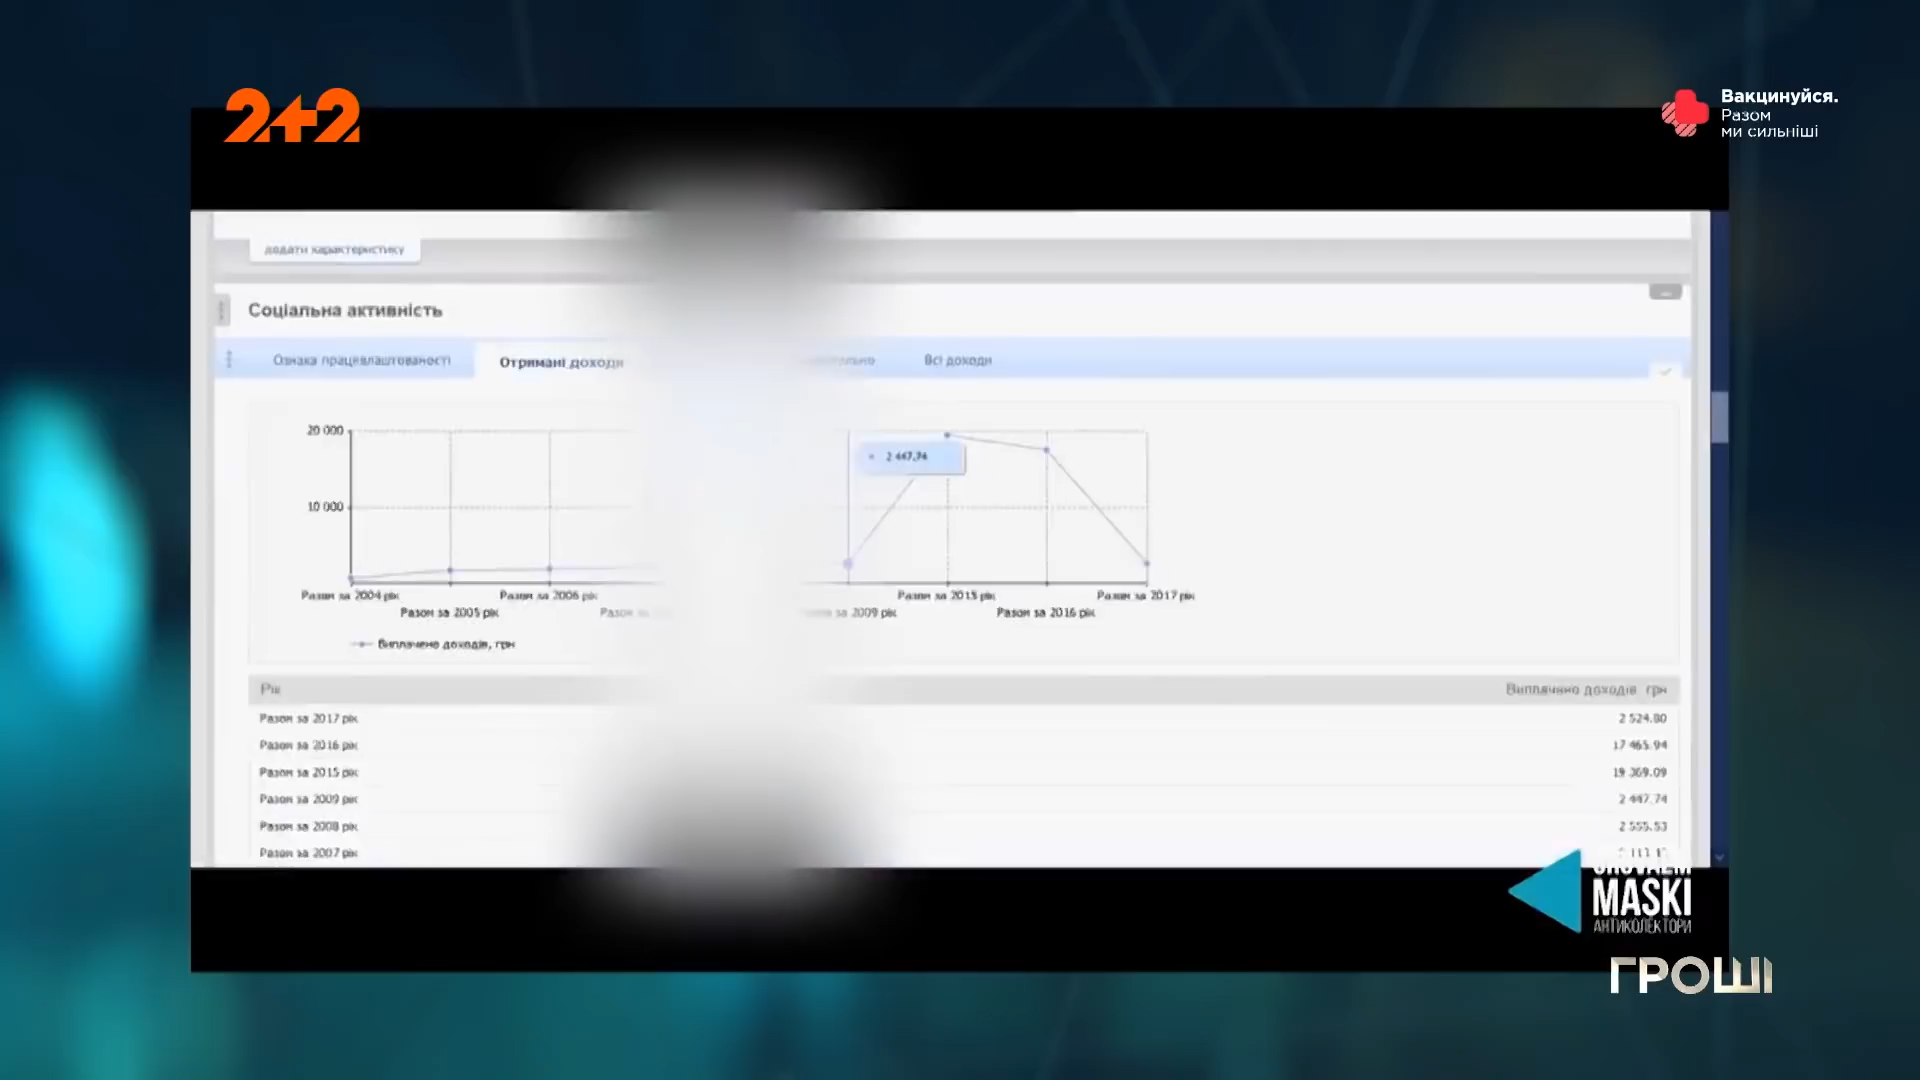 2+2
Вакцинуйся.
Разом
ми сильніші
додати характеристику
Соціальна активність
Ознака працевлаштованості
Отримані доходи
Всі доходи
20 000
2 447,74
10 000
Разом за 2004 рік
Разом за 2006 рік
Разом за 2015 рік
Разом за 2017 рік
Разом за 2005 рік
Разом
за 2009 рік
Разом за 2016 рік
Виплачено доходів, грн
Рік
Виплачено доходів грн
Разом за 2017 рік
2 524.80
Разом за 2016 рік
17 465.94
Разом за 2015 рік
19 369.09
Разом за 2009 рік
2 447.74
Разом за 2008 рік
2 555.53
Разом за 2007 рік
MASKI
АНТИКОЛЕКТОРИ
ГРОШІ